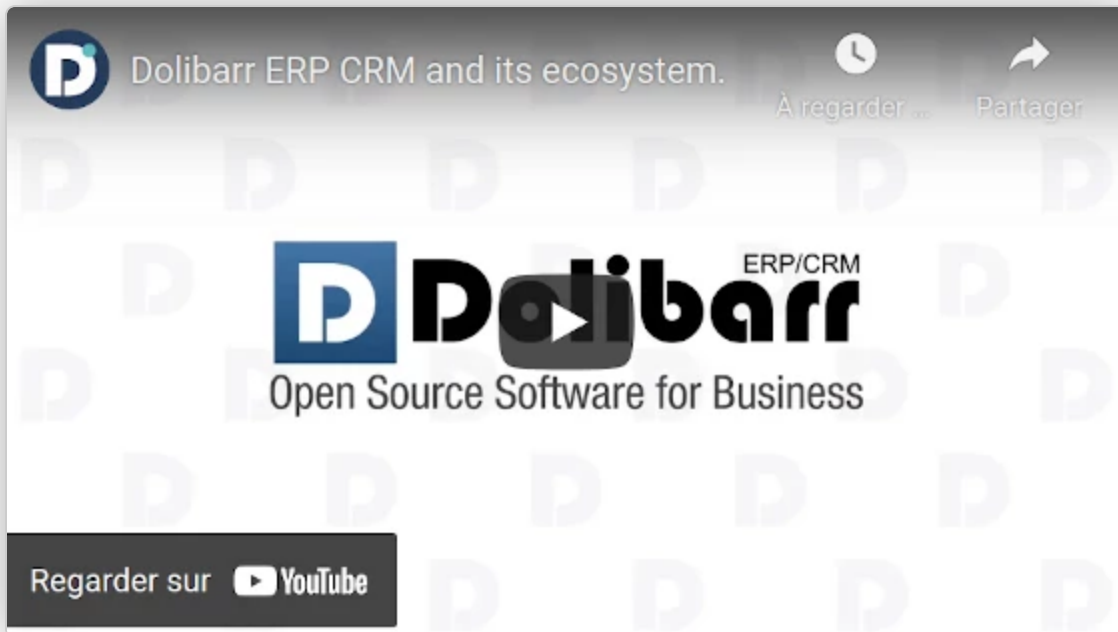 Dolibarr ERP CRM and its ecosystem.
À regarder ...
Partager
ERP/CRM
Dolibarr
Open Source Software for Business
Regarder sur YouTube